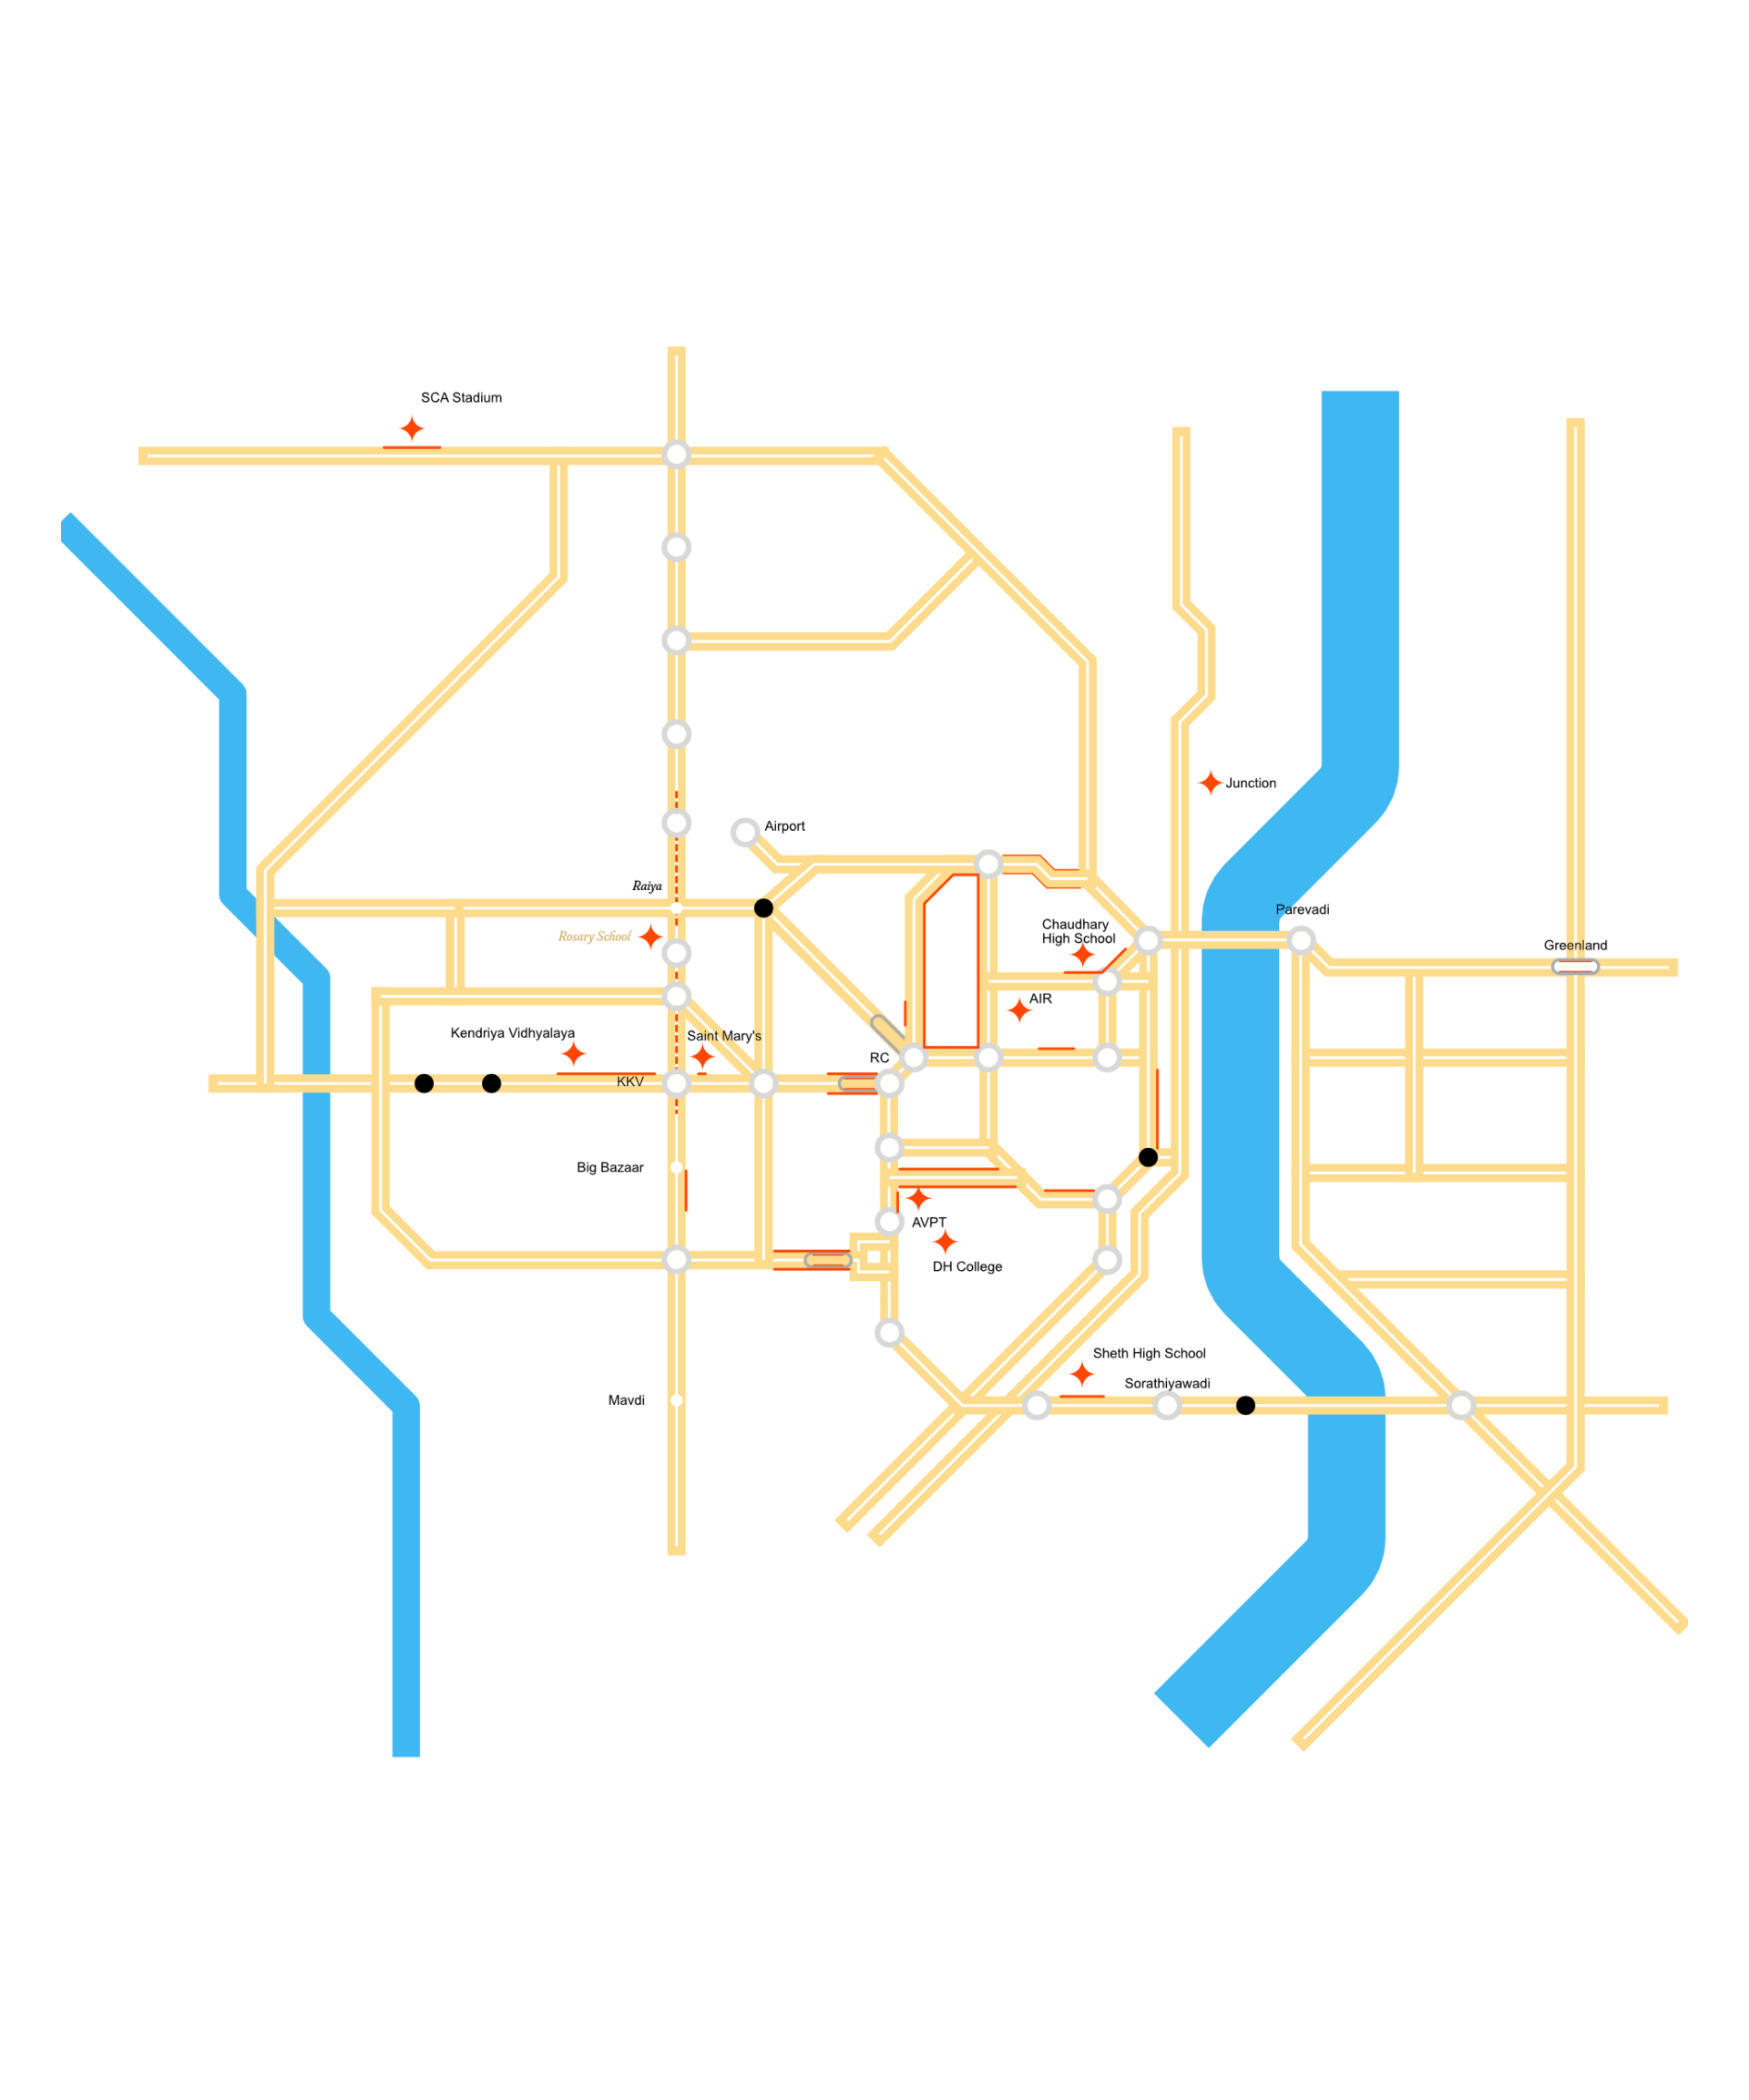 SCA Stadium
Junction
Airport
Raiya
Parevadi
Chaudhary
High School
Rosary School
Greenland
AIR
Kendriya Vidhyalaya
Saint Mary's
RC
KKV
Big Bazaar
AVPT
DH College
Sheth High School
Sorathiyawadi
Mavdi